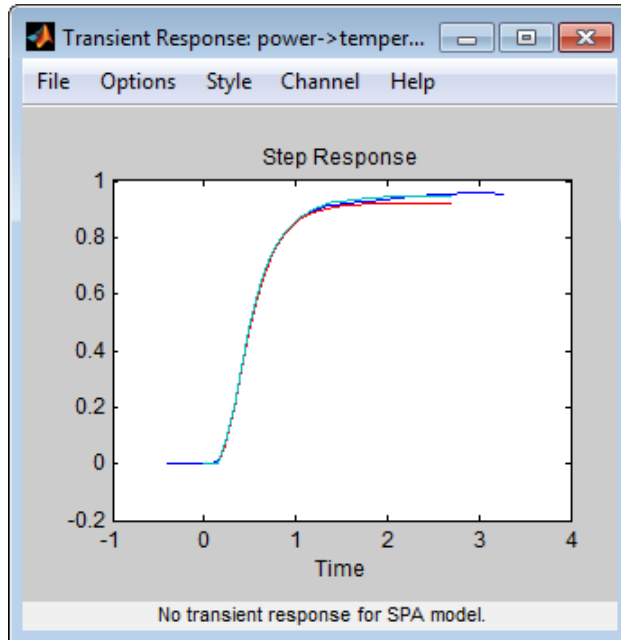 Transient Response: power->temper...
File Options Style Channel Help
Step Response
1
0.8
0.6
0.4
0.2
0
-0.2
-1 0 1 2 3 4
Time
No transient response for SPA model.